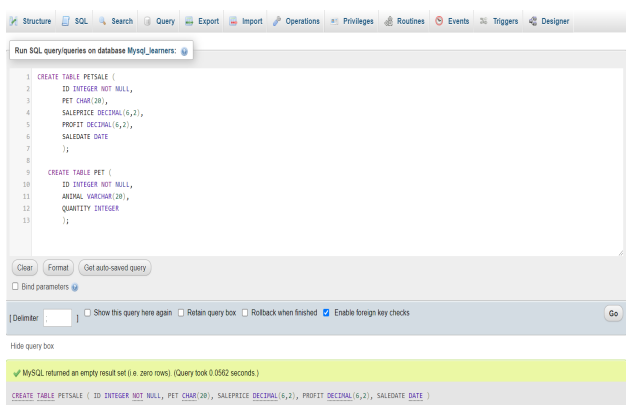 Structure SQL Search Query Export Import Operations Privileges Routines Events Triggers Designer
Run SQL query/queries on database Mysql_learners:
1 CREATE TABLE PETSALE (
2 ID INTEGER NOT NULL,
3 PET CHAR(20),
4 SALEPRICE DECIMAL(6,2),
5 PROFIT DECIMAL(6,2),
6 SALEDATE DATE
7 );
8
9 CREATE TABLE PET (
10 ID INTEGER NOT NULL,
11 ANIMAL VARCHAR(20),
12 QUANTITY INTEGER
13 );
Clear Format Get auto-saved query
Bind parameters
[ Delimiter ; ] Show this query here again Retain query box Rollback when finished Enable foreign key checks Go
Hide query box
MySQL returned an empty result set (i.e. zero rows). (Query took 0.0562 seconds.)
CREATE TABLE PETSALE ( ID INTEGER NOT NULL, PET CHAR(20), SALEPRICE DECIMAL(6,2), PROFIT DECIMAL(6,2), SALEDATE DATE )